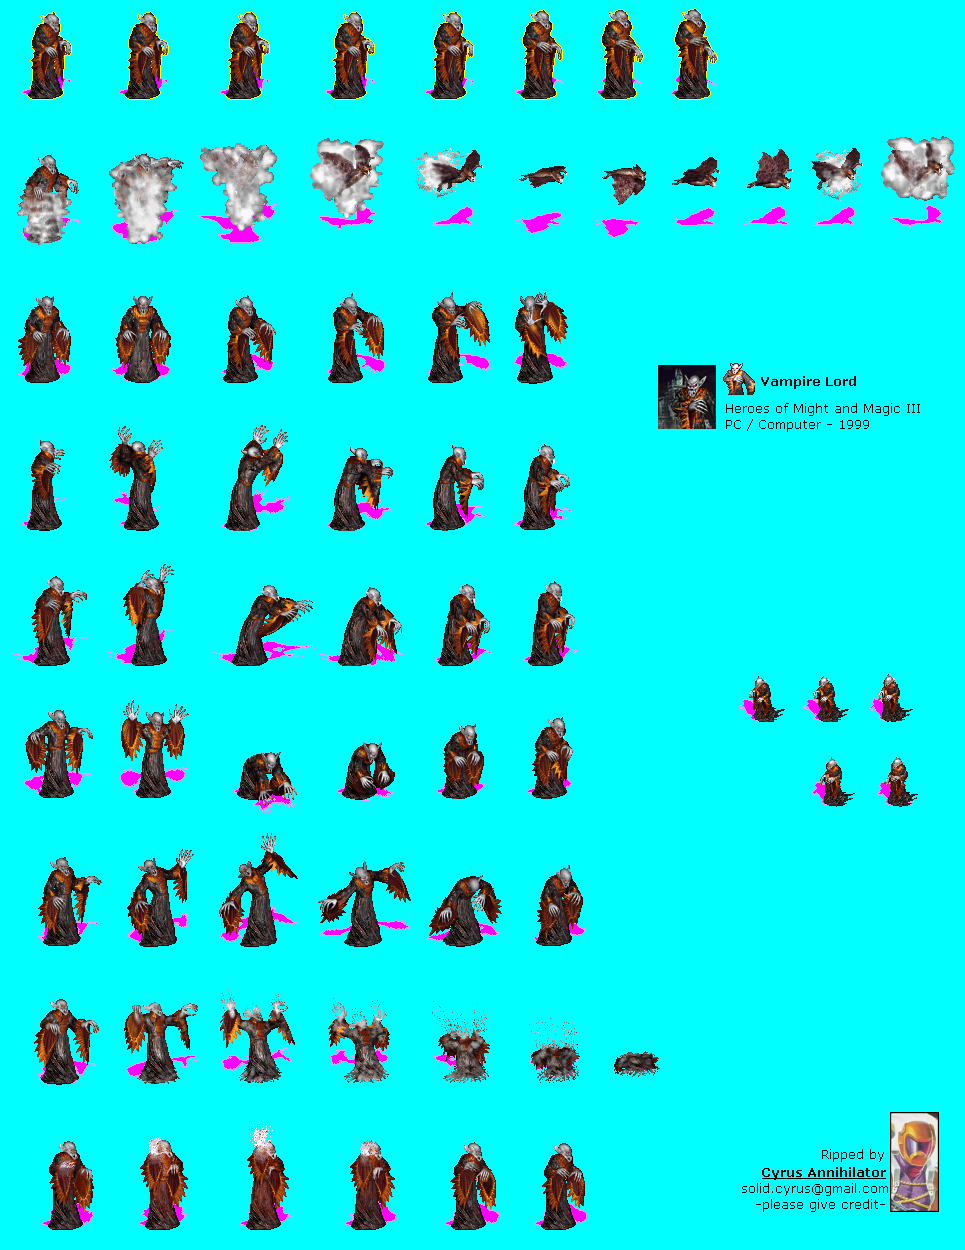 Vampire Lord
Heroes of Might and Magic III
PC / Computer - 1999
Ripped by
Cyrus Annihilator
solid.cyrus@gmail.com
-please give credit-